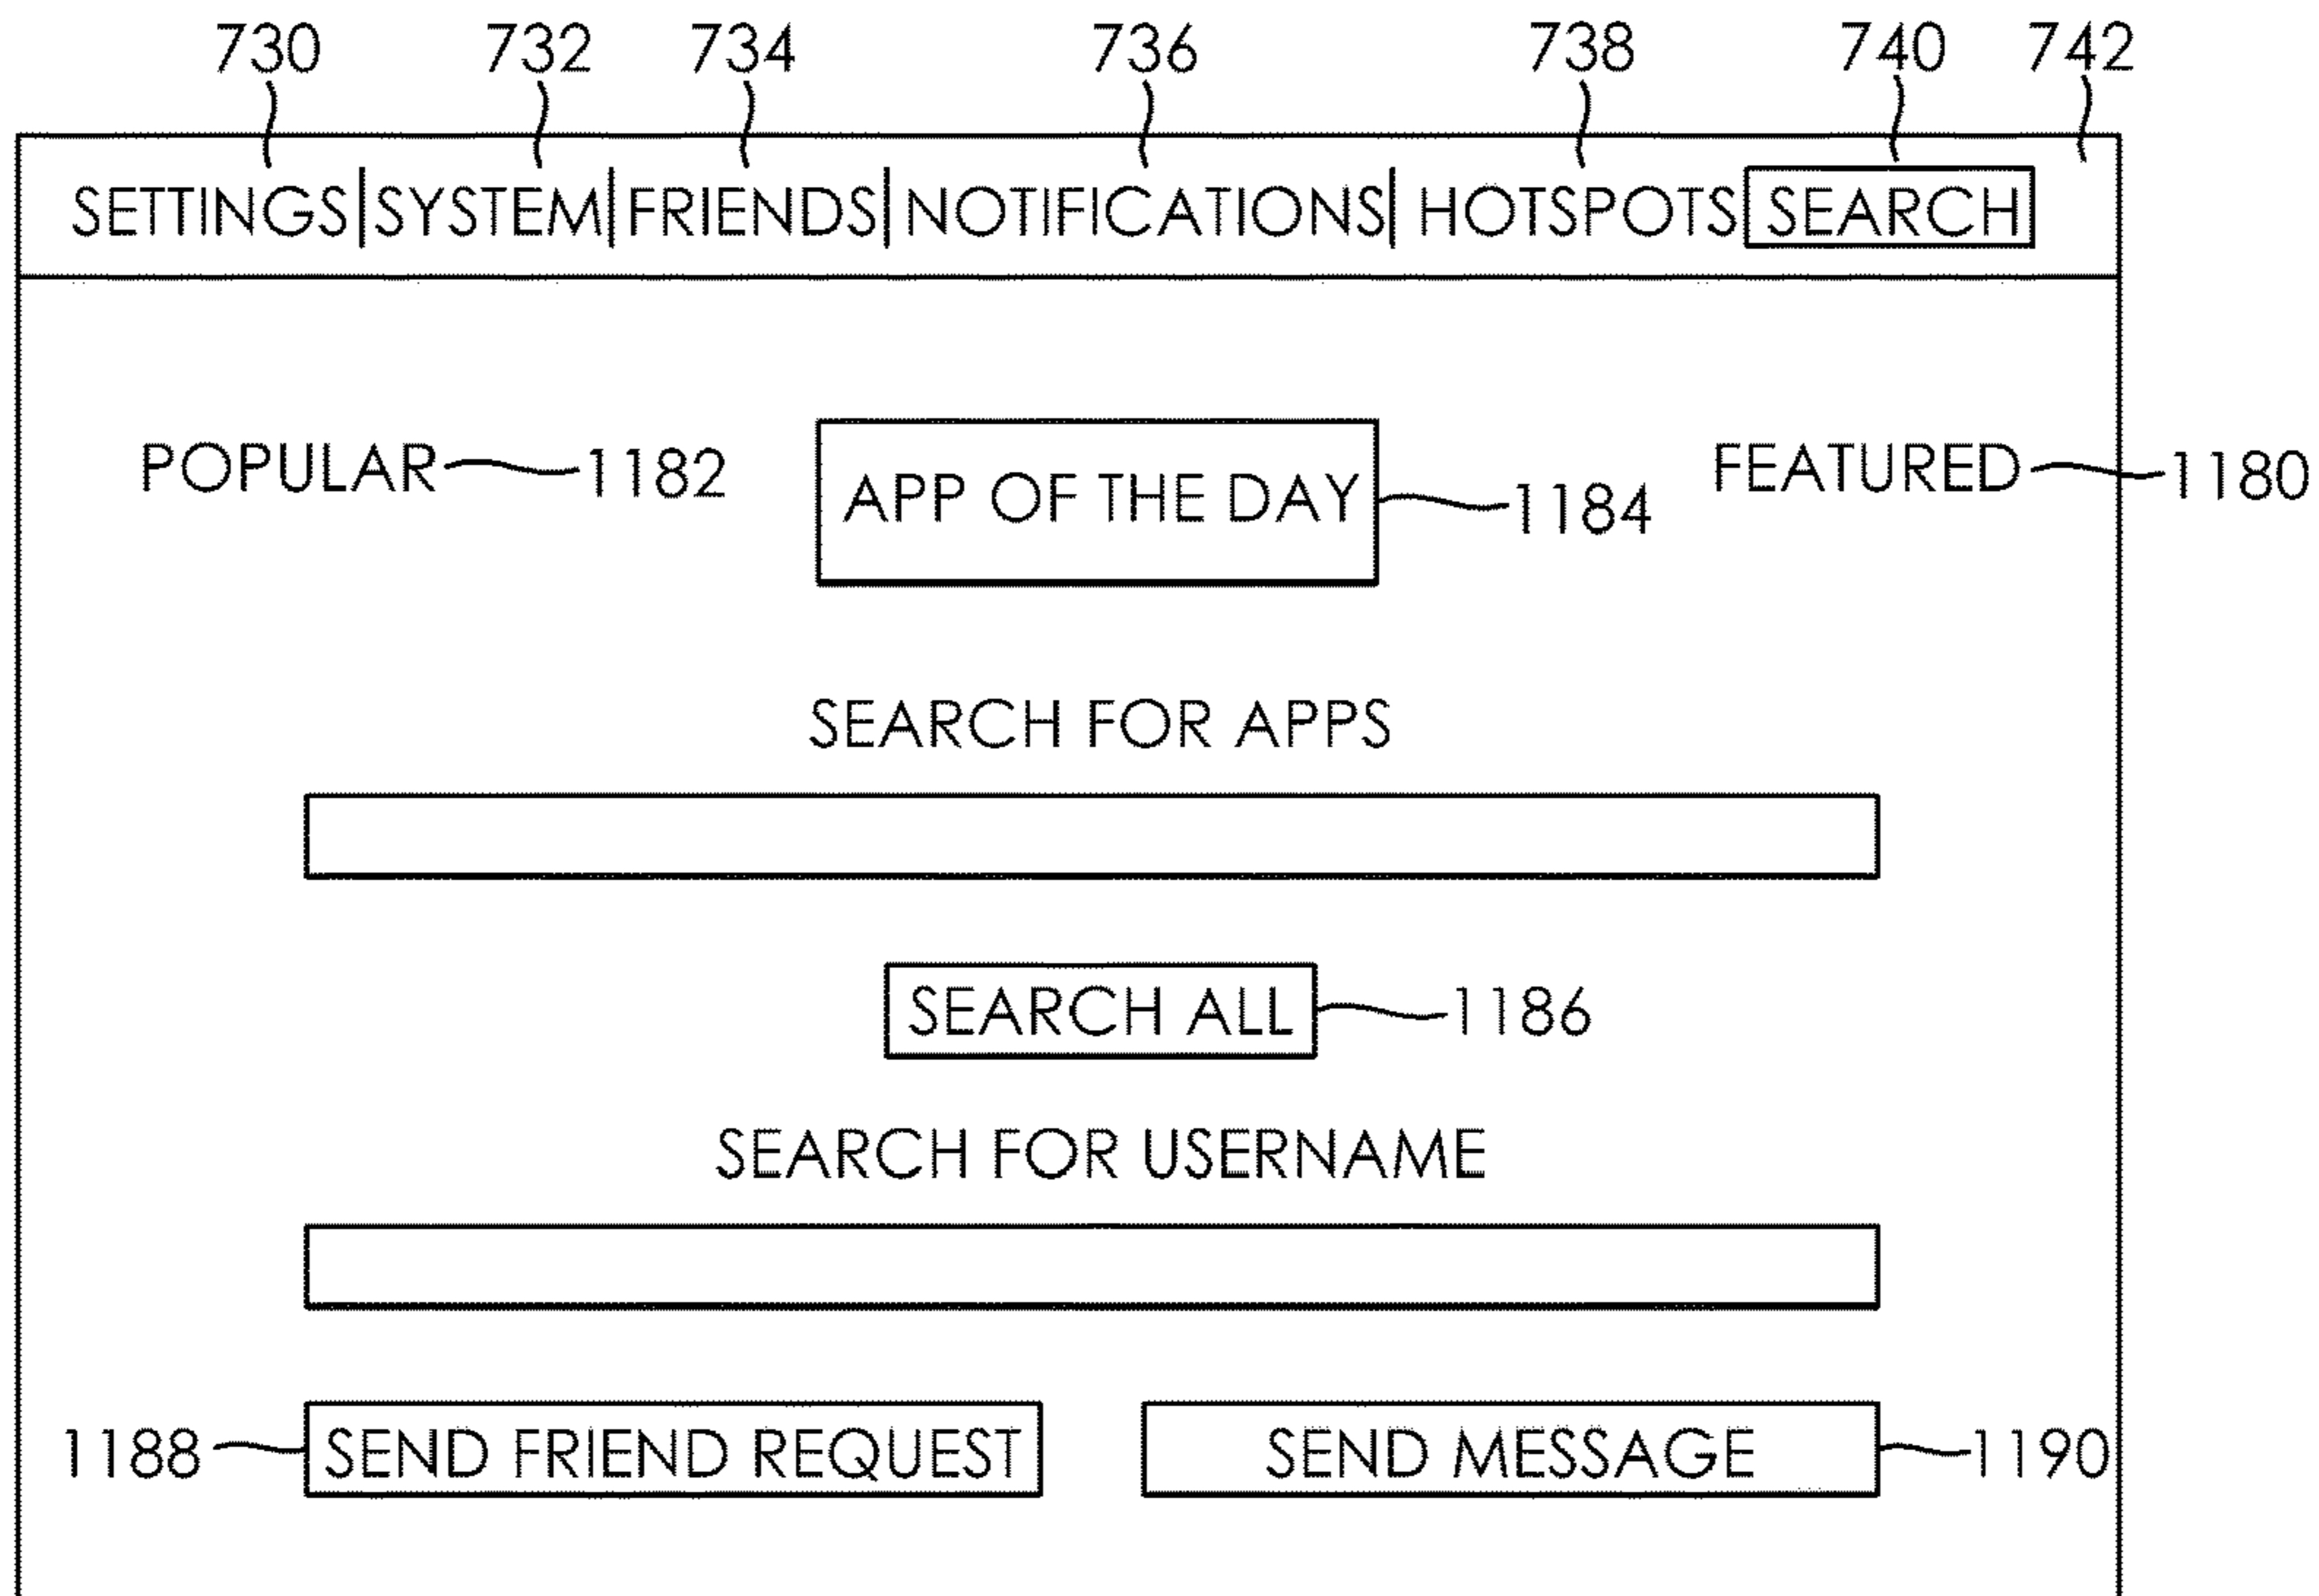 730 732 734 736 738 740 742
SETTINGS|SYSTEM|FRIENDS|NOTIFICATIONS|HOTSPOTS SEARCH
POPULAR 1182 APP OF THE DAY 1184 FEATURED 1180
SEARCH FOR APPS
SEARCH ALL 1186
SEARCH FOR USERNAME
1188 SEND FRIEND REQUEST SEND MESSAGE 1190